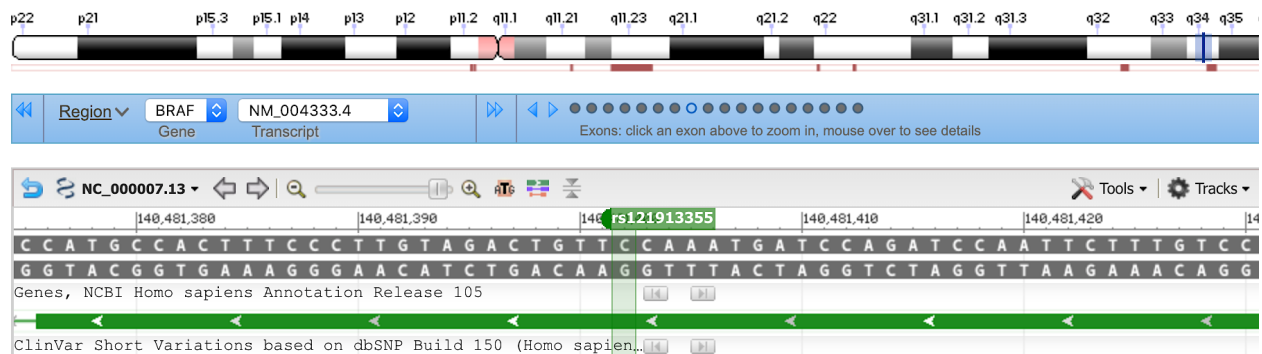 p22 p21 p15.3 p15.1 p14 p13 p12 p11.2 q11.1 q11.21 q11.23 q21.1 q21.2 q22 q31.1 q31.2 q31.3 q32 q33 q34 q35
Region BRAF NM_004333.4
Gene Transcript Exons: click an exon above to zoom in, mouse over to see details
NC_000007.13 ATG Tools Tracks
140,481,380 140,481,390 140 rs121913355 140,481,410 140,481,420 14
C C A T G C C A C T T T C C C T T G T A G A C T G T T C C A A A T G A T C C A G A T C C A A T T C T T T G T C C
G G T A C G G T G A A A G G G A A C A T C T G A C A A G G T T T A C T A G G T C T A G G T T A A G A A A C A G G
Genes, NCBI Homo sapiens Annotation Release 105
ClinVar Short Variations based on dbSNP Build 150 (Homo sapien…